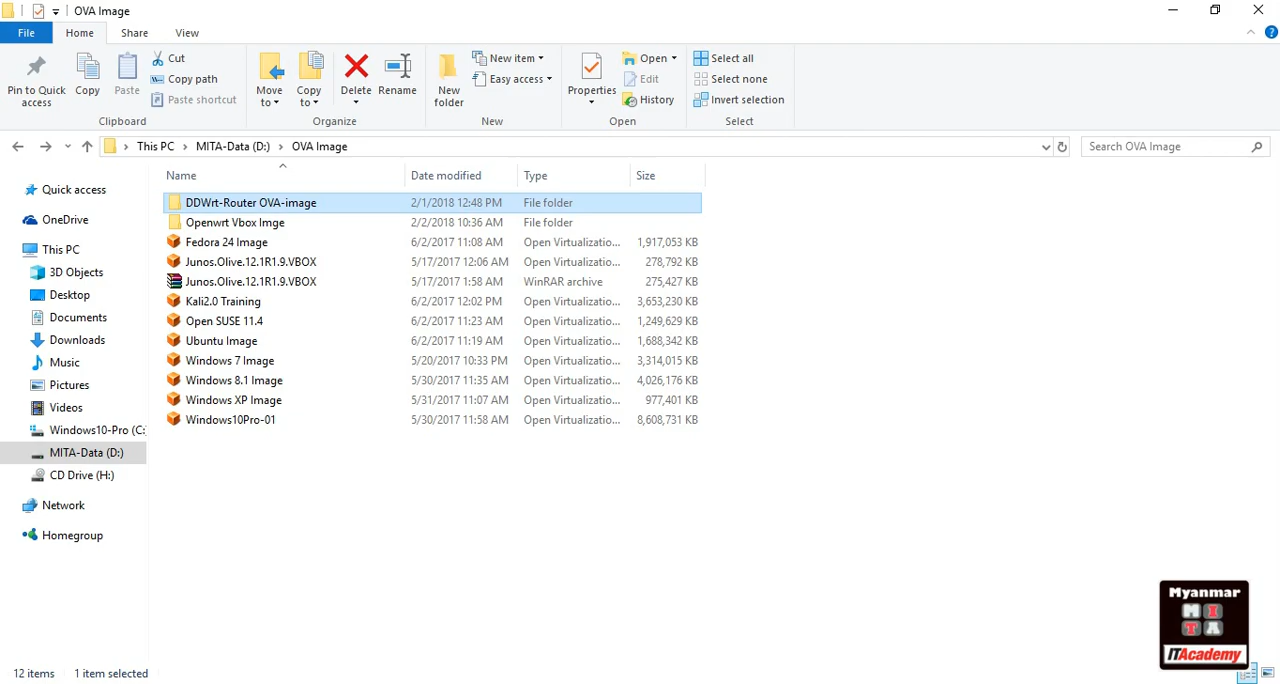 OVA Image
File Home Share View
Pin to Quick access
Copy
Paste
Cut
Copy path
Paste shortcut
Clipboard
Move to
Copy to
Delete
Rename
Organize
New folder
New item
Easy access
New
Properties
Open
Edit
History
Open
Select all
Select none
Invert selection
Select
This PC MITA-Data (D:) OVA Image
Search OVA Image
Quick access
OneDrive
This PC
3D Objects
Desktop
Documents
Downloads
Music
Pictures
Videos
Windows10-Pro (C:
MITA-Data (D:)
CD Drive (H:)
Network
Homegroup
Name Date modified Type Size
DDWrt-Router OVA-image 2/1/2018 12:48 PM File folder
Openwrt Vbox Imge 2/2/2018 10:36 AM File folder
Fedora 24 Image 6/2/2017 11:08 AM Open Virtualizatio... 1,917,053 KB
Junos.Olive.12.1R1.9.VBOX 5/17/2017 12:06 AM Open Virtualizatio... 278,792 KB
Junos.Olive.12.1R1.9.VBOX 5/17/2017 1:58 AM WinRAR archive 275,427 KB
Kali2.0 Training 6/2/2017 12:02 PM Open Virtualizatio... 3,653,230 KB
Open SUSE 11.4 6/2/2017 11:23 AM Open Virtualizatio... 1,249,629 KB
Ubuntu Image 6/2/2017 11:19 AM Open Virtualizatio... 1,688,342 KB
Windows 7 Image 5/20/2017 10:33 PM Open Virtualizatio... 3,314,015 KB
Windows 8.1 Image 5/30/2017 11:35 AM Open Virtualizatio... 4,026,176 KB
Windows XP Image 5/31/2017 11:07 AM Open Virtualizatio... 977,401 KB
Windows10Pro-01 5/30/2017 11:58 AM Open Virtualizatio... 8,608,731 KB
12 items 1 item selected
Myanmar
M I
T A
ITAcademy